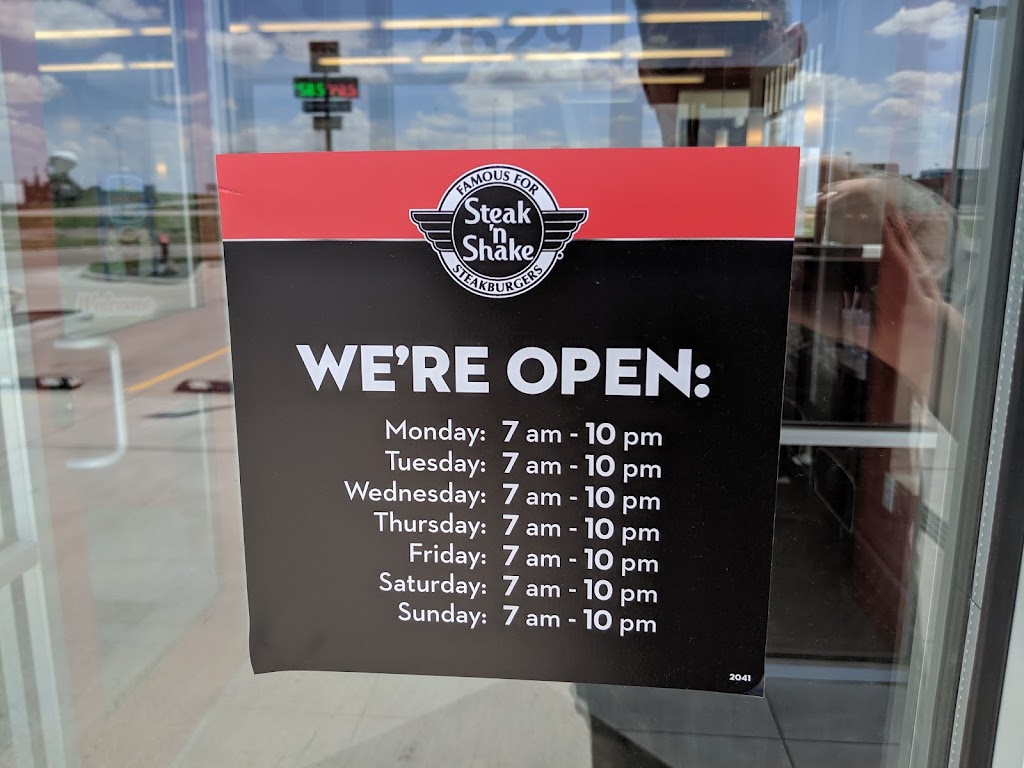 2529
FAMOUS FOR
Steak
'n
Shake
STEAKBURGERS
WE'RE OPEN:
Monday: 7 am - 10 pm
Tuesday: 7 am - 10 pm
Wednesday: 7 am - 10 pm
Thursday: 7 am - 10 pm
Friday: 7 am - 10 pm
Saturday: 7 am - 10 pm
Sunday: 7 am - 10 pm
2041
Welcome